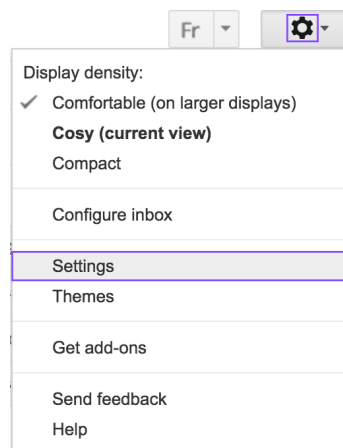 Fr
Display density:
Comfortable (on larger displays)
Cosy (current view)
Compact
Configure inbox
Settings
Themes
Get add-ons
Send feedback
Help